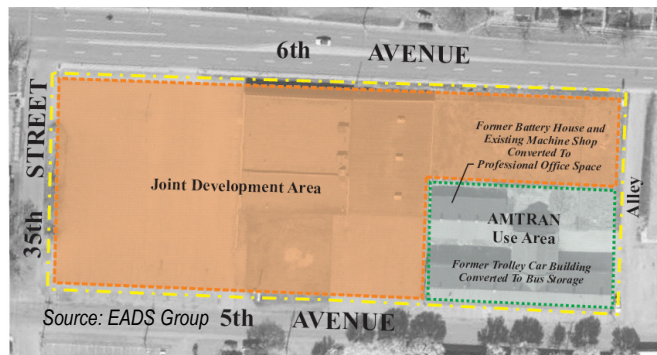 6th AVENUE
35th STREET
Former Battery House and
Existing Machine Shop
Converted To
Professional Office Space
Joint Development Area
Alley
AMTRAN
Use Area
Former Trolley Car Building
Converted To Bus Storage
Source: EADS Group
5th AVENUE